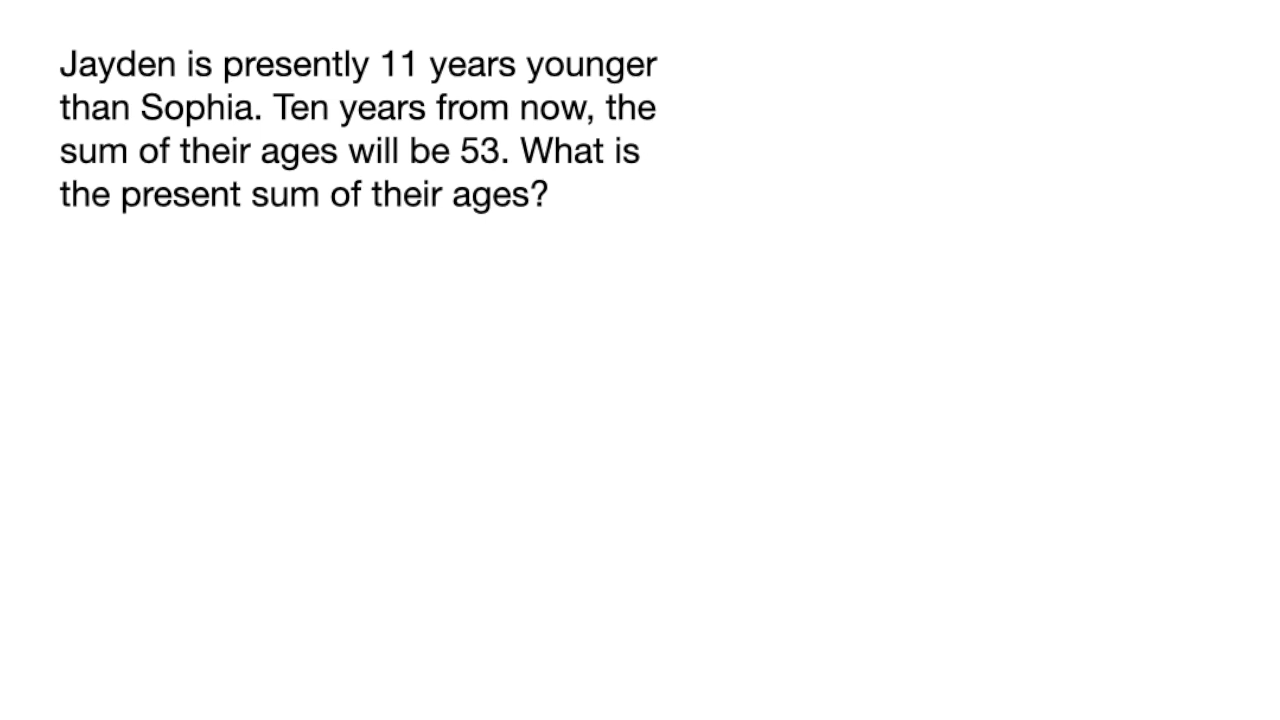 Jayden is presently 11 years younger
than Sophia. Ten years from now, the
sum of their ages will be 53. What is
the present sum of their ages?